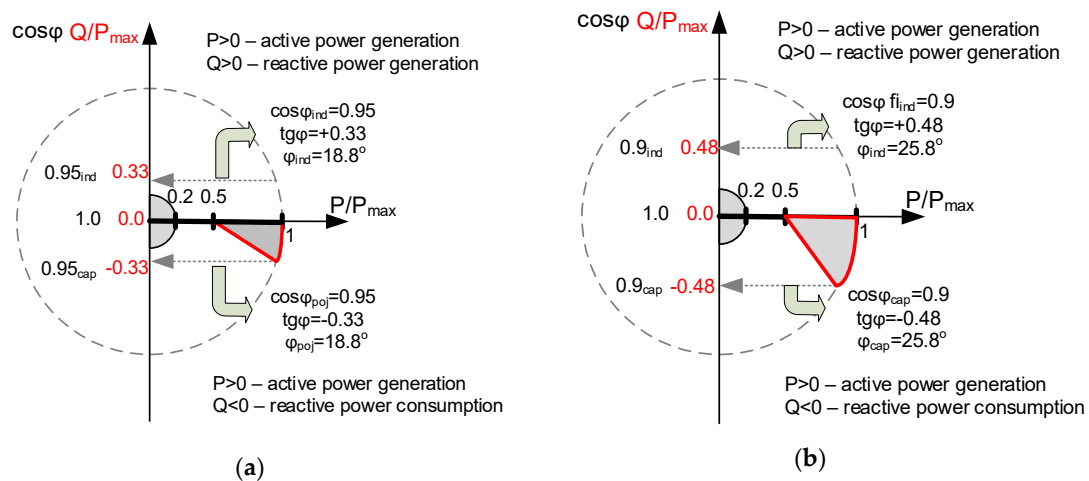 cosφ Q/Pmax
P>0 – active power generation
Q>0 – reactive power generation
cosφind=0.95
tgφ=+0.33
φind=18.8o
0.95ind 0.33
0.2 0.5
1.0 0.0
P/Pmax
1
0.95cap -0.33
cosφpoj=0.95
tgφ=-0.33
φpoj=18.8o
P>0 – active power generation
Q<0 – reactive power consumption
(a)
cosφ Q/Pmax
P>0 – active power generation
Q>0 – reactive power generation
cosφ fiind=0.9
tgφ=+0.48
φind=25.8o
0.9ind 0.48
0.2 0.5
1.0 0.0
P/Pmax
1
0.9cap -0.48
cosφcap=0.9
tgφ=-0.48
φcap=25.8o
P>0 – active power generation
Q<0 – reactive power consumption
(b)